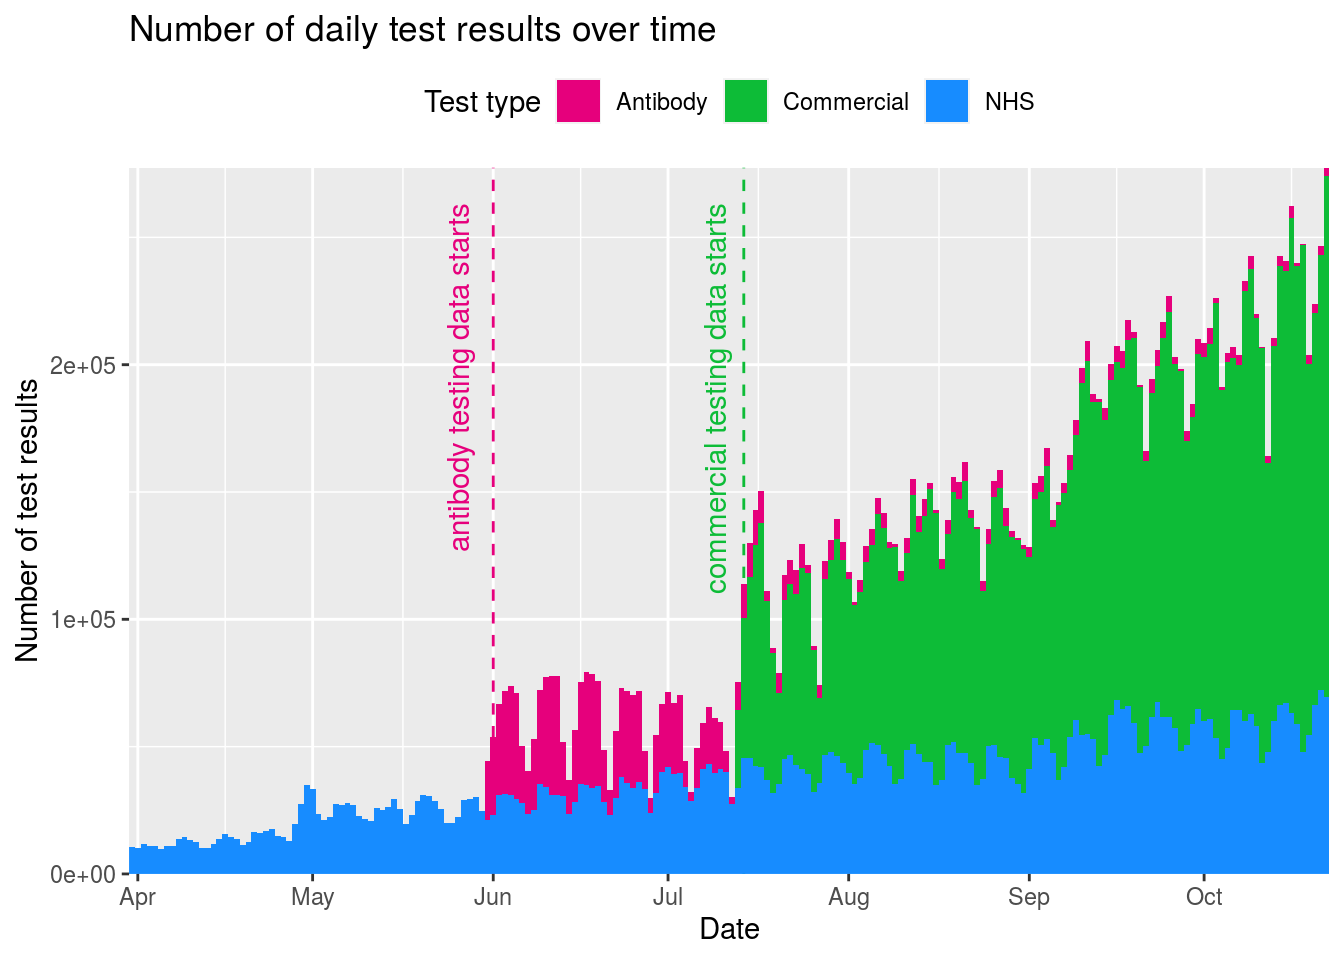 Number of daily test results over time
Test type Antibody Commercial NHS
antibody testing data starts
commercial testing data starts
Number of test results
2e+05
1e+05
0e+00
Apr May Jun Jul Aug Sep Oct
Date